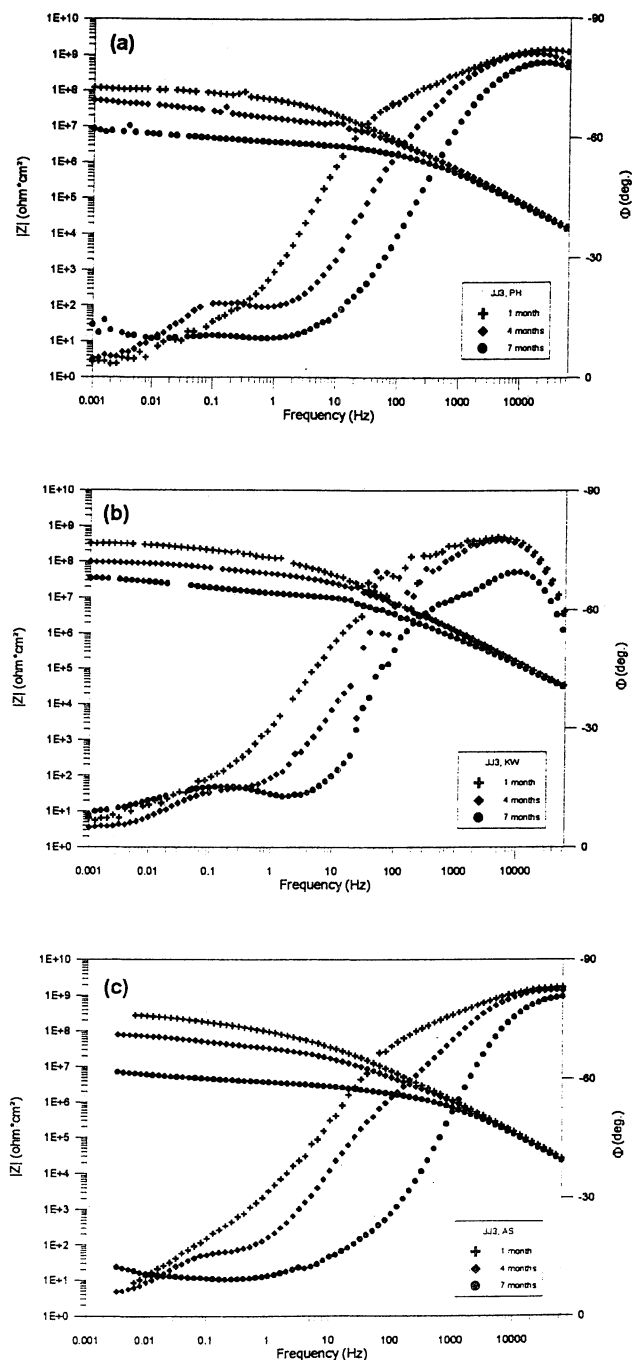 (a)
1E+10
1E+9
1E+8
1E+7
1E+6
1E+5
1E+4
1E+3
1E+2
1E+1
1E+0
|Z| (ohm*cm²)
-90
-60
-30
0
Φ (deg.)
JJ3, PH
1 month
4 months
7 months
0.001 0.01 0.1 1 10 100 1000 10000
Frequency (Hz)
(b)
1E+10
1E+9
1E+8
1E+7
1E+6
1E+5
1E+4
1E+3
1E+2
1E+1
1E+0
|Z| (ohm*cm²)
-90
-60
-30
0
Φ (deg.)
JJ3, KW
1 month
4 months
7 months
0.001 0.01 0.1 1 10 100 1000 10000
Frequency (Hz)
(c)
1E+10
1E+9
1E+8
1E+7
1E+6
1E+5
1E+4
1E+3
1E+2
1E+1
1E+0
|Z| (ohm*cm²)
-90
-60
-30
0
Φ (deg.)
JJ3, AS
1 month
4 months
7 months
0.001 0.01 0.1 1 10 100 1000 10000
Frequency (Hz)